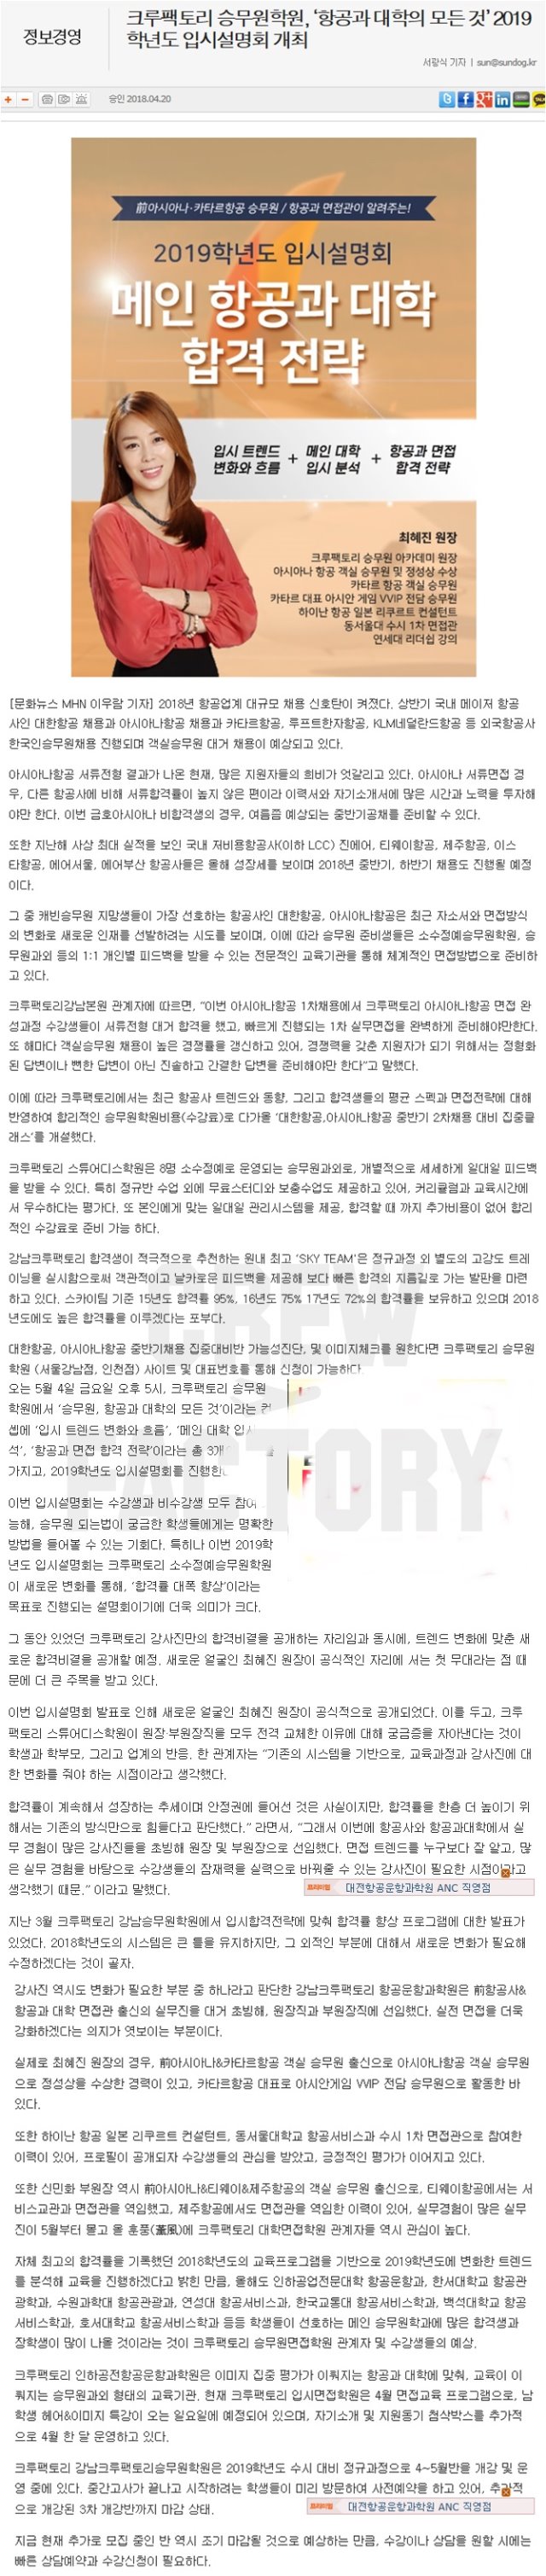 정보경영
크루팩토리 승무원학원, ‘항공과 대학의 모든 것’ 2019
학년도 입시설명회 개최
서랑식 기자 | sun@sundog.kr
승인 2018.04.20
前아시아나·카타르항공 승무원 / 항공과 면접관이 알려주는!
2019학년도 입시설명회
메인 항공과 대학
합격 전략
입시 트렌드 변화와 흐름 + 메인 대학 입시 분석 + 항공과 면접 합격 전략
최혜진 원장
크루팩토리 승무원 아카데미 원장
아시아나 항공 객실 승무원 및 정성상 수상
카타르 항공 객실 승무원
카타르 대표 아시안 게임 VVIP 전담 승무원
하이난 항공 일본 리쿠르트 컨설턴트
동서울대 수시 1차 면접관
연세대 리더쉽 강의
[문화뉴스 MHN 이우람 기자] 2018년 항공업계 대규모 채용 신호탄이 켜졌다. 상반기 국내 메이저 항공
사인 대한항공 채용과 아시아나항공 채용과 카타르항공, 루프트한자항공, KLM네덜란드항공 등 외국항공사
한국인승무원채용 진행되며 객실승무원 대거 채용이 예상되고 있다.
아시아나항공 서류전형 결과가 나온 현재, 많은 지원자들의 희비가 엇갈리고 있다. 아시아나 서류면접 경
우, 다른 항공사에 비해 서류합격률이 높지 않은 편이라 이력서와 자기소개서에 많은 시간과 노력을 투자해
야만 한다. 이번 금호아시아나 비합격생의 경우, 여름쯤 예상되는 중반기공채를 준비할 수 있다.
또한 지난해 사상 최대 실적을 보인 국내 저비용항공사(이하 LCC) 진에어, 티웨이항공, 제주항공, 이스
타항공, 에어서울, 에어부산 항공사들은 올해 성장세를 보이며 2018년 중반기, 하반기 채용도 진행될 예정
이다.
그 중 캐빈승무원 지망생들이 가장 선호하는 항공사인 대한항공, 아시아나항공은 최근 자소서와 면접방식
의 변화로 새로운 인재를 선발하려는 시도를 보이며, 이에 따라 승무원 준비생들은 소수정예승무원학원, 승
무원과외 등의 1:1 개인별 피드백을 받을 수 있는 전문적인 교육기관을 통해 체계적인 면접방법으로 준비하
고 있다.
크루팩토리강남본원 관계자에 따르면, “이번 아시아나항공 1차채용에서 크루팩토리 아시아나항공 면접 완
성과정 수강생들이 서류전형 대거 합격을 했고, 빠르게 진행되는 1차 실무면접을 완벽하게 준비해야만한다.
또 해마다 객실승무원 채용이 높은 경쟁률을 갱신하고 있어, 경쟁력을 갖춘 지원자가 되기 위해서는 정형화
된 답변이나 뻔한 답변이 아닌 진솔하고 간결한 답변을 준비해야만 한다”고 말했다.
이에 따라 크루팩토리에서는 최근 항공사 트렌드와 동향, 그리고 합격생들의 평균 스펙과 면접전략에 대해
반영하여 합리적인 승무원학원비용(수강료)로 다가올 ‘대한항공,아시아나항공 중반기 2차채용 대비 집중클
래스’를 개설했다.
크루팩토리 스튜어디스학원은 8명 소수정예로 운영되는 승무원과외로, 개별적으로 세세하게 일대일 피드백
을 받을 수 있다. 특히 정규반 수업 외에 무료스터디와 보충수업도 제공하고 있어, 커리큘럼과 교육시간에
서 우수하다는 평가다. 또 본인에게 맞는 일대일 관리시스템을 제공, 합격할 때 까지 추가비용이 없어 합리
적인 수강료로 준비 가능 하다.
강남크루팩토리 합격생이 적극적으로 추천하는 원내 최고 ‘SKY TEAM’은 정규과정 외 별도의 고강도 트레
이닝을 실시함으로써 객관적이고 날카로운 피드백을 제공해 보다 빠른 합격의 지름길로 가는 발판을 마련
하고 있다. 스카이팀 기준 15년도 합격률 95%, 16년도 75% 17년도 72%의 합격률을 보유하고 있으며 2018
년도에도 높은 합격률을 이루겠다는 포부다.
대한항공, 아시아나항공 중반기채용 집중대비반 가능성진단, 및 이미지체크를 원한다면 크루팩토리 승무원
학원 (서울강남점, 인천점) 사이트 및 대표번호를 통해 신청이 가능하다.
CREW
FACTORY
오는 5월 4일 금요일 오후 5시, 크루팩토리 승무원
학원에서 ‘승무원, 항공과 대학의 모든 것’이라는 컨
셉에 ‘입시 트렌드 변화와 흐름’, ‘메인 대학 입시
석’, ‘항공과 면접 합격 전략’이라는 총 3개
가지고, 2019학년도 입시설명회를 진행한
이번 입시설명회는 수강생과 비수강생 모두 참여
능해, 승무원 되는법이 궁금한 학생들에게는 명확한
방법을 들어볼 수 있는 기회다. 특히나 이번 2019학
년도 입시설명회는 크루팩토리 소수정예승무원학원
이 새로운 변화를 통해, ‘합격률 대폭 향상’이라는
목표로 진행되는 설명회이기에 더욱 의미가 크다.
그 동안 있었던 크루팩토리 강사진만의 합격비결을 공개하는 자리임과 동시에, 트렌드 변화에 맞춘 새
로운 합격비결을 공개할 예정. 새로운 얼굴인 최혜진 원장이 공식적인 자리에 서는 첫 무대라는 점 때
문에 더 큰 주목을 받고 있다.
이번 입시설명회 발표로 인해 새로운 얼굴인 최혜진 원장이 공식적으로 공개되었다. 이를 두고, 크루
팩토리 스튜어디스학원이 원장·부원장직을 모두 전격 교체한 이유에 대해 궁금증을 자아낸다는 것이
학생과 학부모, 그리고 업계의 반응. 한 관계자는 “기존의 시스템을 기반으로, 교육과정과 강사진에 대
한 변화를 줘야 하는 시점이라고 생각했다.
합격률이 계속해서 성장하는 추세이며 안정권에 들어선 것은 사실이지만, 합격률을 한층 더 높이기 위
해서는 기존의 방식만으로 힘들다고 판단했다.” 라면서, “그래서 이번에 항공사와 항공과대학에서 실
무 경험이 많은 강사진들을 초빙해 원장 및 부원장으로 선임했다. 면접 트렌드를 누구보다 잘 알고, 많
은 실무 경험을 바탕으로 수강생들의 잠재력을 실력으로 바꿔줄 수 있는 강사진이 필요한 시점이라고
생각했기 때문.” 이라고 말했다.
프리미엄 대전항공운항과학원 ANC 직영점
지난 3월 크루팩토리 강남승무원학원에서 입시합격전략에 맞춰 합격률 향상 프로그램에 대한 발표가
있었다. 2018학년도의 시스템은 큰 틀을 유지하지만, 그 외적인 부분에 대해서 새로운 변화가 필요해
수정하겠다는 것이 골자.
강사진 역시도 변화가 필요한 부분 중 하나라고 판단한 강남크루팩토리 항공운항과학원은 前항공사&
항공과 대학 면접관 출신의 실무진을 대거 초빙해, 원장직과 부원장직에 선임했다. 실전 면접을 더욱
강화하겠다는 의지가 엿보이는 부분이다.
실제로 최혜진 원장의 경우, 前아시아나&카타르항공 객실 승무원 출신으로 아시아나항공 객실 승무원
으로 정성상을 수상한 경력이 있고, 카타르항공 대표로 아시안게임 VVIP 전담 승무원으로 활동한 바
있다.
또한 하이난 항공 일본 리쿠르트 컨설턴트, 동서울대학교 항공서비스과 수시 1차 면접관으로 참여한
이력이 있어, 프로필이 공개되자 수강생들의 관심을 받았고, 긍정적인 평가가 이어지고 있다.
또한 신민화 부원장 역시 前아시아나&티웨이&제주항공의 객실 승무원 출신으로, 티웨이항공에서는 서
비스교관과 면접관을 역임했고, 제주항공에서도 면접관을 역임한 이력이 있어, 실무경험이 많은 실무
진이 5월부터 몰고 올 훈풍(薰風)에 크루팩토리 대학면접학원 관계자들 역시 관심이 높다.
자체 최고의 합격률을 기록했던 2018학년도의 교육프로그램을 기반으로 2019학년도에 변화한 트렌드
를 분석해 교육을 진행하겠다고 밝힌 만큼, 올해도 인하공업전문대학 항공운항과, 한서대학교 항공관
광학과, 수원과학대 항공관광과, 연성대 항공서비스과, 한국교통대 항공서비스학과, 백석대학교 항공
서비스학과, 호서대학교 항공서비스학과 등등 학생들이 선호하는 메인 승무원학과에 많은 합격생과
장학생이 많이 나올 것이라는 것이 크루팩토리 승무원면접학원 관계자 및 수강생들의 예상.
크루팩토리 인하공전항공운항과학원은 이미지 집중 평가가 이뤄지는 항공과 대학에 맞춰, 교육이 이
뤄지는 승무원과외 형태의 교육기관. 현재 크루팩토리 입시면접학원은 4월 면접교육 프로그램으로, 남
학생 헤어&이미지 특강이 오는 일요일에 예정되어 있으며, 자기소개 및 지원동기 첨삭박스를 추가적
으로 4월 한 달 운영하고 있다.
크루팩토리 강남크루팩토리승무원학원은 2019학년도 수시 대비 정규과정으로 4~5월반을 개강 및 운
영 중에 있다. 중간고사가 끝나고 시작하려는 학생들이 미리 방문하여 사전예약을 하고 있어, 추가적
으로 개강된 3차 개강반까지 마감 상태.
프리미엄 대전항공운항과학원 ANC 직영점
지금 현재 추가로 모집 중인 반 역시 조기 마감될 것으로 예상하는 만큼, 수강이나 상담을 원할 시에는
빠른 상담예약과 수강신청이 필요하다.